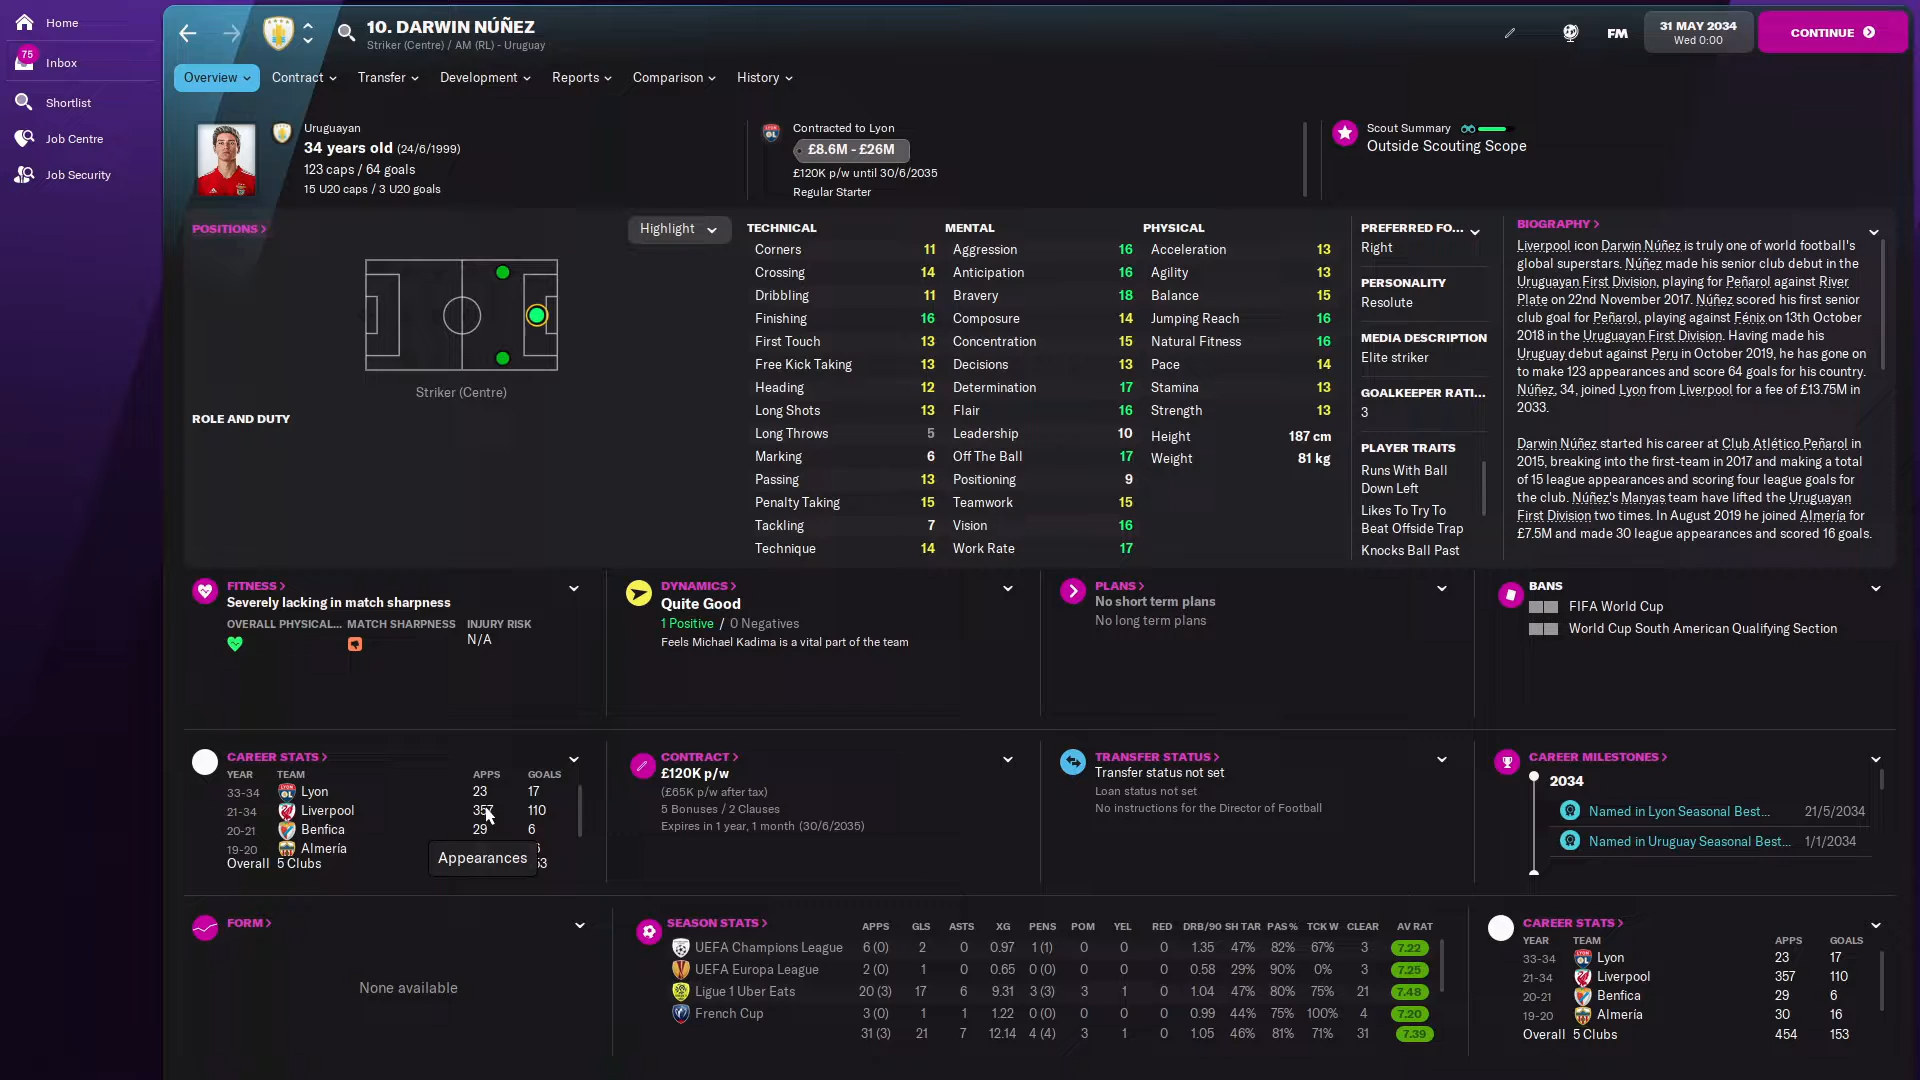 Home
75
Inbox
Shortlist
Job Centre
Job Security
10. DARWIN NÚÑEZ
Striker (Centre) / AM (RL) - Uruguay
FM
31 MAY 2034
Wed 0:00
CONTINUE
Overview
Contract
Transfer
Development
Reports
Comparison
History
Uruguayan
34 years old (24/6/1999)
123 caps / 64 goals
15 U20 caps / 3 U20 goals
Contracted to Lyon
£8.6M - £26M
£120K p/w until 30/6/2035
Regular Starter
Scout Summary
Outside Scouting Scope
POSITIONS >
Highlight
Striker (Centre)
ROLE AND DUTY
TECHNICAL
Corners 11
Crossing 14
Dribbling 11
Finishing 16
First Touch 13
Free Kick Taking 13
Heading 12
Long Shots 13
Long Throws 5
Marking 6
Passing 13
Penalty Taking 15
Tackling 7
Technique 14
MENTAL
Aggression 16
Anticipation 16
Bravery 18
Composure 14
Concentration 15
Decisions 13
Determination 17
Flair 16
Leadership 10
Off The Ball 17
Positioning 9
Teamwork 15
Vision 16
Work Rate 17
PHYSICAL
Acceleration 13
Agility 13
Balance 15
Jumping Reach 16
Natural Fitness 16
Pace 14
Stamina 13
Strength 13
Height 187 cm
Weight 81 kg
PREFERRED FO...
Right
PERSONALITY
Resolute
MEDIA DESCRIPTION
Elite striker
GOALKEEPER RATI...
3
PLAYER TRAITS
Runs With Ball
Down Left
Likes To Try To
Beat Offside Trap
Knocks Ball Past
BIOGRAPHY >
Liverpool icon Darwin Núñez is truly one of world football's
global superstars. Núñez made his senior club debut in the
Uruguayan First Division, playing for Peñarol against River
Plate on 22nd November 2017. Núñez scored his first senior
club goal for Peñarol, playing against Fénix on 13th October
2018 in the Uruguayan First Division. Having made his
Uruguay debut against Peru in October 2019, he has gone on
to make 123 appearances and score 64 goals for his country.
Núñez, 34, joined Lyon from Liverpool for a fee of £13.75M in
2033.
Darwin Núñez started his career at Club Atlético Peñarol in
2015, breaking into the first-team in 2017 and making a total
of 15 league appearances and scoring four league goals for
the club. Núñez's Manyas team have lifted the Uruguayan
First Division two times. In August 2019 he joined Almería for
£7.5M and made 30 league appearances and scored 16 goals.
FITNESS >
Severely lacking in match sharpness
OVERALL PHYSICAL... MATCH SHARPNESS INJURY RISK
N/A
DYNAMICS >
Quite Good
1 Positive / 0 Negatives
Feels Michael Kadima is a vital part of the team
PLANS >
No short term plans
No long term plans
BANS
FIFA World Cup
World Cup South American Qualifying Section
CAREER STATS >
YEAR TEAM APPS GOALS
33-34 Lyon 23 17
21-34 Liverpool 357 110
20-21 Benfica 29 6
19-20 Almería 6
Overall 5 Clubs 53
Appearances
CONTRACT >
£120K p/w
(£65K p/w after tax)
5 Bonuses / 2 Clauses
Expires in 1 year, 1 month (30/6/2035)
TRANSFER STATUS >
Transfer status not set
Loan status not set
No instructions for the Director of Football
CAREER MILESTONES >
2034
Named in Lyon Seasonal Best... 21/5/2034
Named in Uruguay Seasonal Best... 1/1/2034
FORM >
None available
SEASON STATS > APPS GLS ASTS XG PENS POM YEL RED DRB/90 SH TAR PAS % TCK W CLEAR AV RAT
UEFA Champions League 6 (0) 2 0 0.97 1 (1) 0 0 0 1.35 47% 82% 67% 3 7.22
UEFA Europa League 2 (0) 1 0 0.65 0 (0) 0 0 0 0.58 29% 90% 0% 3 7.25
Ligue 1 Uber Eats 20 (3) 17 6 9.31 3 (3) 3 1 0 1.04 47% 80% 75% 21 7.48
French Cup 3 (0) 1 1 1.22 0 (0) 0 0 0 0.99 44% 75% 100% 4 7.20
31 (3) 21 7 12.14 4 (4) 3 1 0 1.05 46% 81% 71% 31 7.39
CAREER STATS >
YEAR TEAM APPS GOALS
33-34 Lyon 23 17
21-34 Liverpool 357 110
20-21 Benfica 29 6
19-20 Almería 30 16
Overall 5 Clubs 454 153